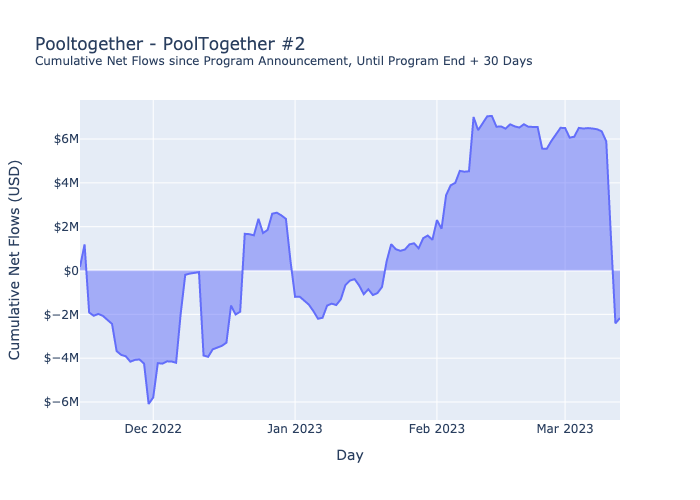 Pooltogether - PoolTogether #2
Cumulative Net Flows since Program Announcement, Until Program End + 30 Days
Cumulative Net Flows (USD)
$6M
$4M
$2M
$0
$−2M
$−4M
$−6M
Dec 2022
Jan 2023
Feb 2023
Mar 2023
Day